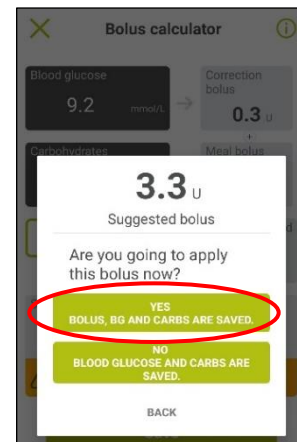 Bolus calculator
Blood glucose
9.2 mmol/L
Correction
bolus
0.3 U
+
Carbohydrates
Meal bolus
3.3 U
Suggested bolus
Are you going to apply
this bolus now?
YES
BOLUS, BG AND CARBS ARE SAVED.
NO
BLOOD GLUCOSE AND CARBS ARE
SAVED.
BACK